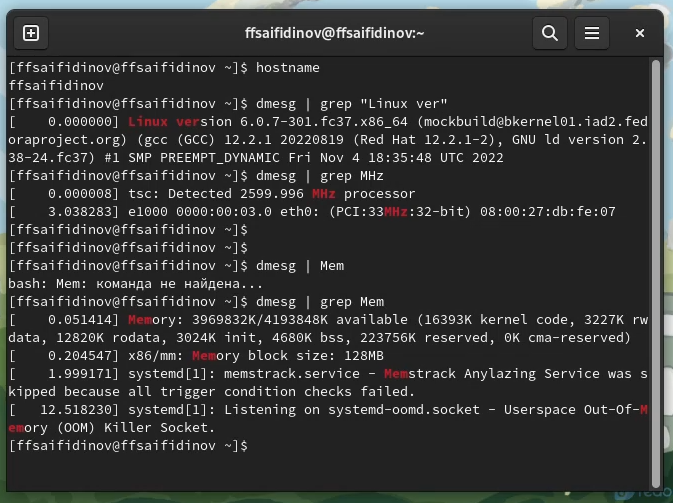 ffsaifidinov@ffsaifidinov:~
[ffsaifidinov@ffsaifidinov ~]$ hostname
ffsaifidinov
[ffsaifidinov@ffsaifidinov ~]$ dmesg | grep "Linux ver"
[    0.000000] Linux version 6.0.7-301.fc37.x86_64 (mockbuild@bkernel01.iad2.fed
oraproject.org) (gcc (GCC) 12.2.1 20220819 (Red Hat 12.2.1-2), GNU ld version 2.
38-24.fc37) #1 SMP PREEMPT_DYNAMIC Fri Nov 4 18:35:48 UTC 2022
[ffsaifidinov@ffsaifidinov ~]$ dmesg | grep MHz
[    0.000008] tsc: Detected 2599.996 MHz processor
[    3.038283] e1000 0000:00:03.0 eth0: (PCI:33MHz:32-bit) 08:00:27:db:fe:07
[ffsaifidinov@ffsaifidinov ~]$
[ffsaifidinov@ffsaifidinov ~]$
[ffsaifidinov@ffsaifidinov ~]$ dmesg | Mem
bash: Mem: команда не найдена...
[ffsaifidinov@ffsaifidinov ~]$ dmesg | grep Mem
[    0.051414] Memory: 3969832K/4193848K available (16393K kernel code, 3227K rw
data, 12820K rodata, 3024K init, 4680K bss, 223756K reserved, 0K cma-reserved)
[    0.204547] x86/mm: Memory block size: 128MB
[    1.999171] systemd[1]: memstrack.service - Memstrack Anylazing Service was s
kipped because all trigger condition checks failed.
[   12.518230] systemd[1]: Listening on systemd-oomd.socket - Userspace Out-Of-M
emory (OOM) Killer Socket.
[ffsaifidinov@ffsaifidinov ~]$